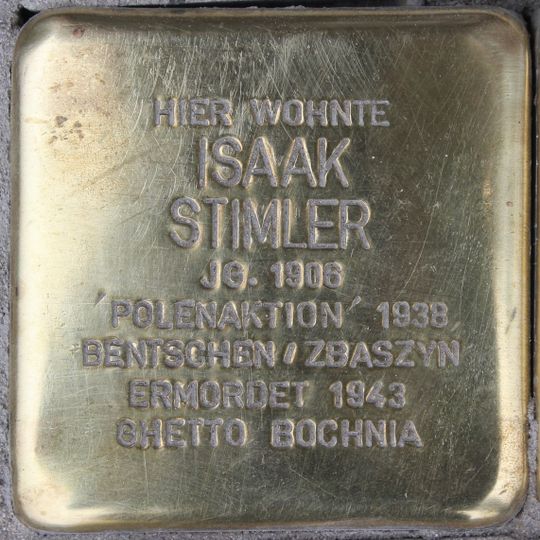 HIER WOHNTE
ISAAK
STIMLER
JG. 1906
'POLENAKTION' 1938
BENTSCHEN / ZBASZYN
ERMORDET 1943
GHETTO BOCHNIA